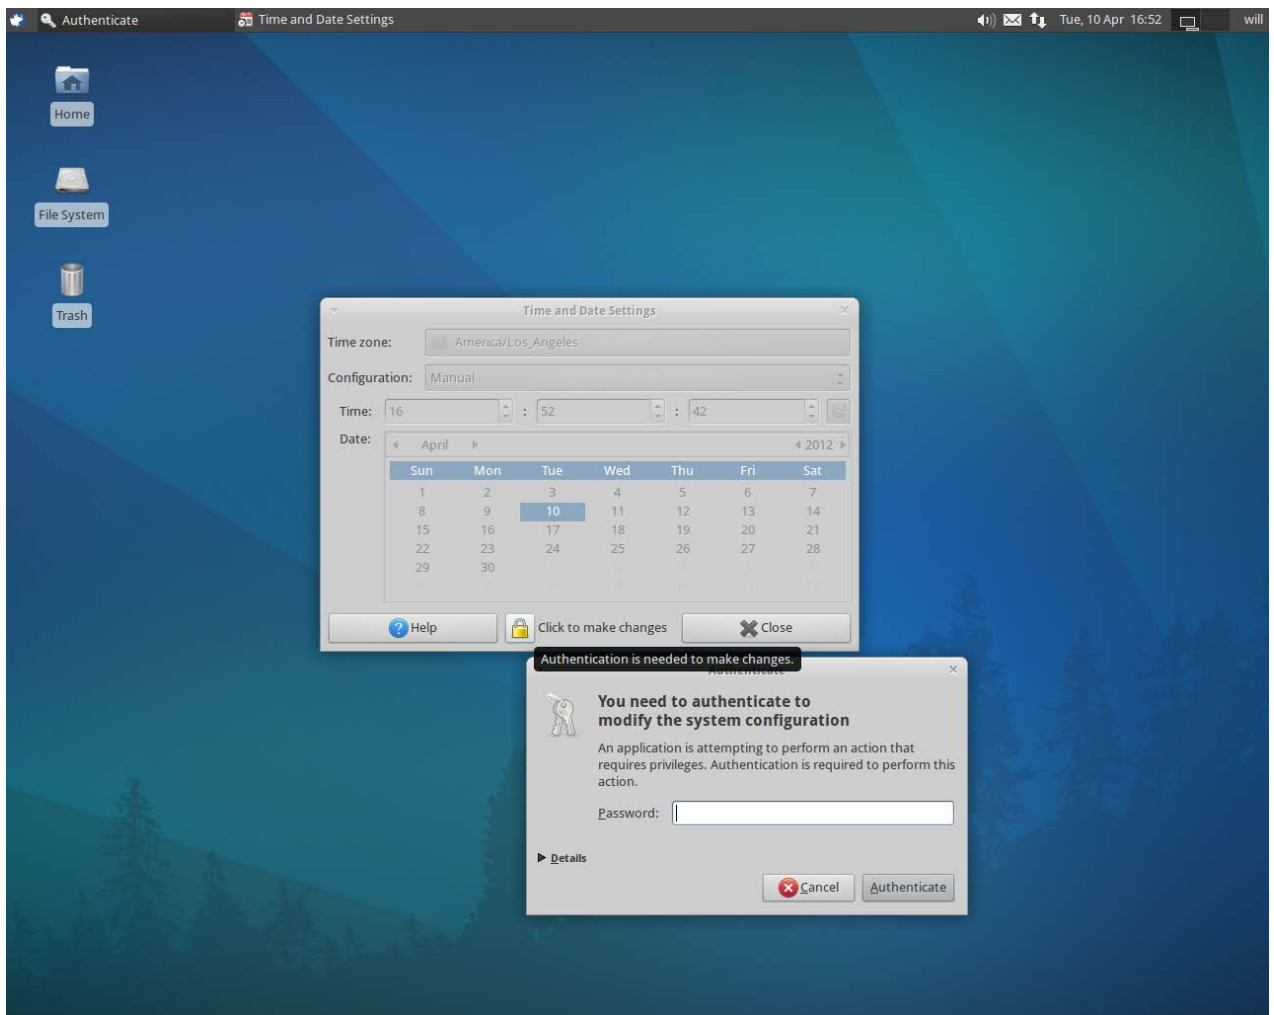 Authenticate
Time and Date Settings
Tue, 10 Apr 16:52
will
Home
File System
Trash
Time and Date Settings
Time zone:
America/Los_Angeles
Configuration:
Manual
Time:
16 : 52 : 42
Date:
April
2012
Sun Mon Tue Wed Thu Fri Sat
1 2 3 4 5 6 7
8 9 10 11 12 13 14
15 16 17 18 19 20 21
22 23 24 25 26 27 28
29 30
Help
Click to make changes
Close
Authentication is needed to make changes.
You need to authenticate to
modify the system configuration
An application is attempting to perform an action that
requires privileges. Authentication is required to perform this
action.
Password:
Details
Cancel
Authenticate